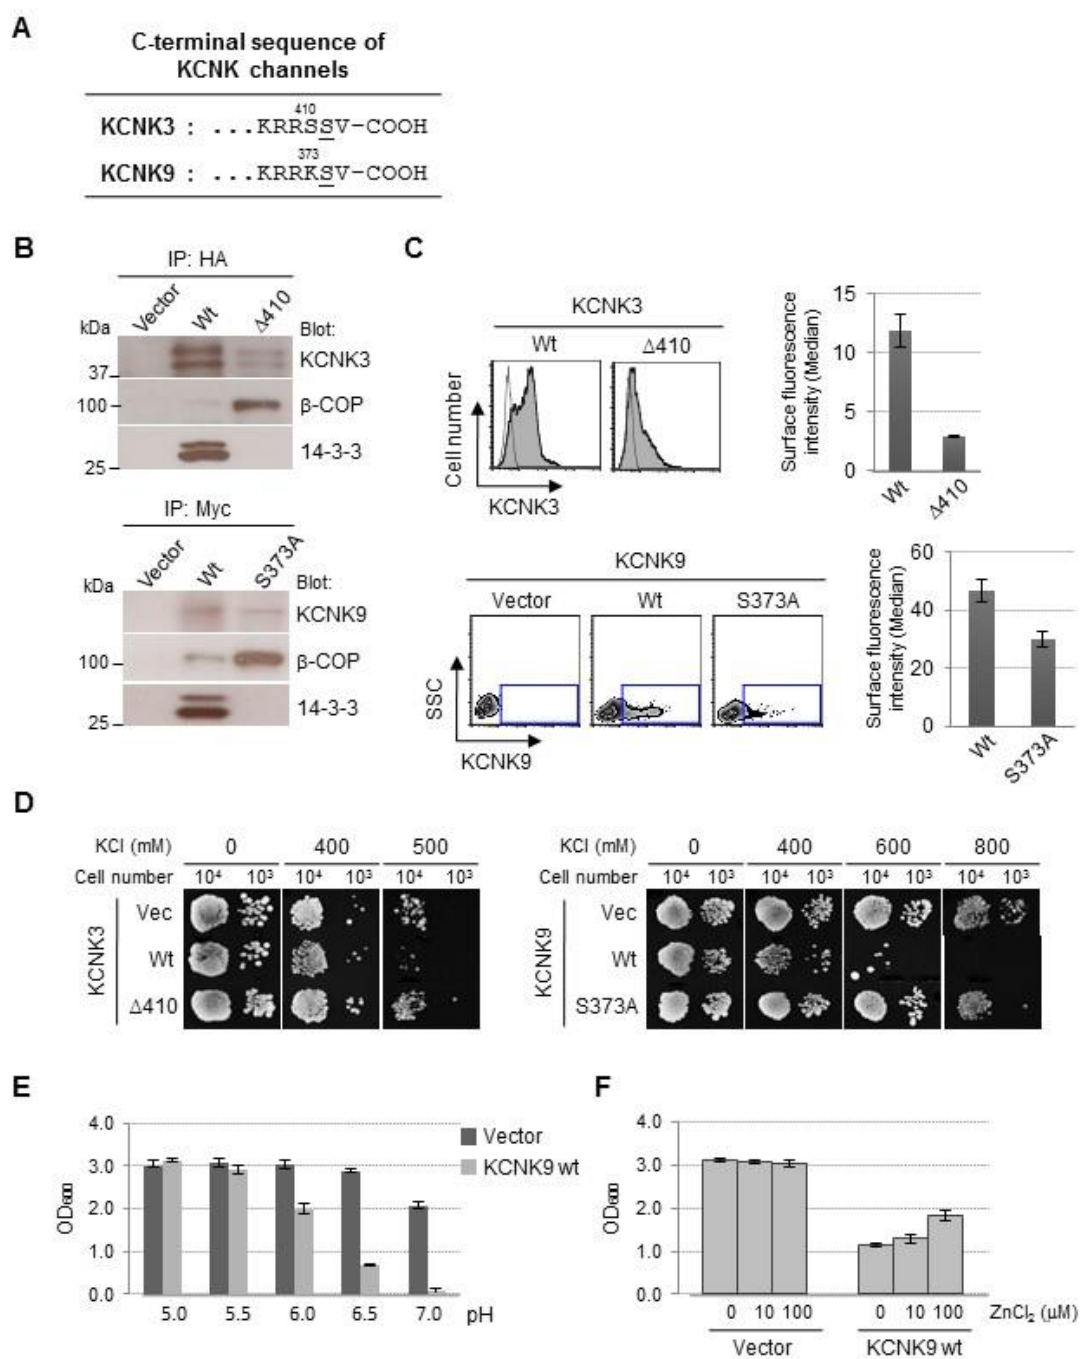 A
C-terminal sequence of
KCNK channels
410
KCNK3 : ...KRRSSV-COOH
373
KCNK9 : ...KRRKSV-COOH
B
IP: HA
Vector Wt Δ410
kDa Blot:
37 KCNK3
100 β-COP
25 14-3-3
IP: Myc
Vector Wt S373A
kDa Blot:
KCNK9
100 β-COP
25 14-3-3
C
KCNK3
Wt Δ410
Cell number
KCNK3
Surface fluorescence
intensity (Median)
15
10
5
0
Wt Δ410
KCNK9
Vector Wt S373A
SSC
KCNK9
Surface fluorescence
intensity (Median)
60
40
20
0
Wt S373A
D
KCl (mM) 0 400 500
Cell number 10⁴ 10³ 10⁴ 10³ 10⁴ 10³
KCNK3
Vec
Wt
Δ410
KCl (mM) 0 400 600 800
Cell number 10⁴ 10³ 10⁴ 10³ 10⁴ 10³ 10⁴ 10³
KCNK9
Vec
Wt
S373A
E
OD₆₀₀
4.0
3.0
2.0
1.0
0.0
5.0 5.5 6.0 6.5 7.0 pH
Vector
KCNK9 wt
F
OD₆₀₀
4.0
3.0
2.0
1.0
0.0
0 10 100 0 10 100 ZnCl₂ (μM)
Vector KCNK9 wt